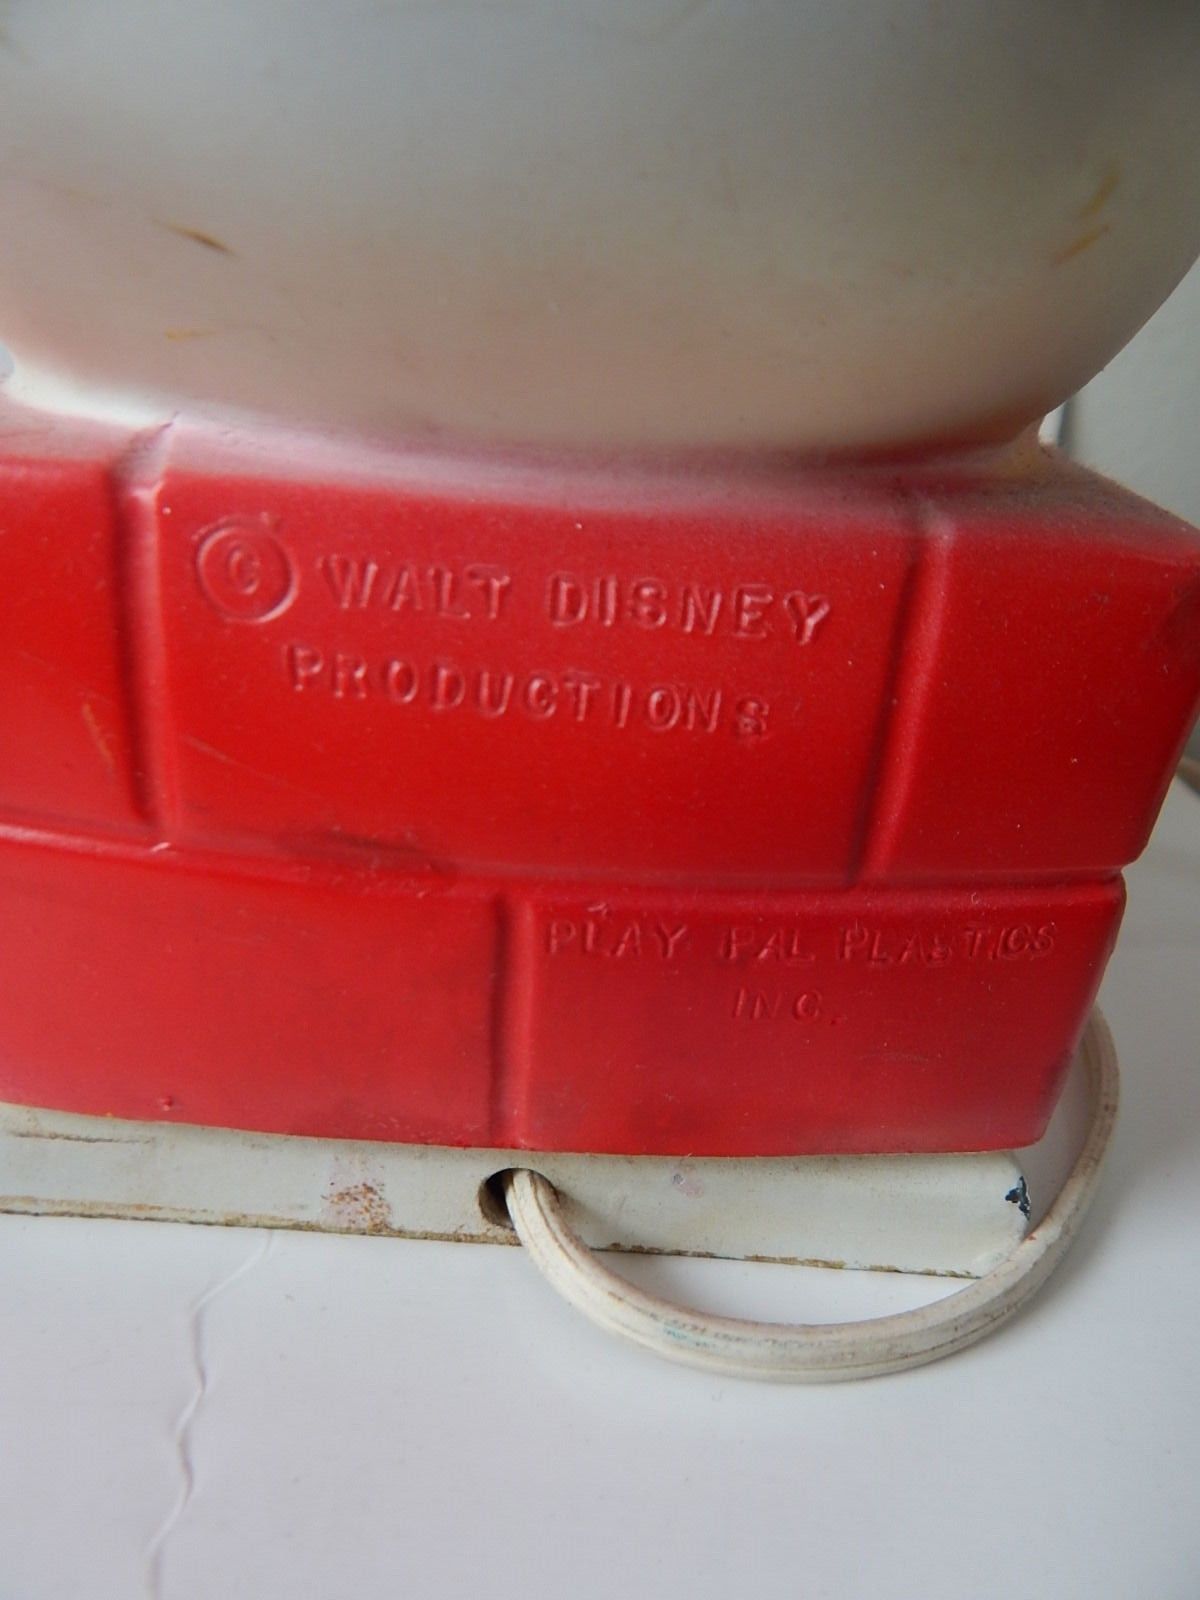 © WALT DISNEY
PRODUCTIONS
PLAY PAL PLASTICS
INC.